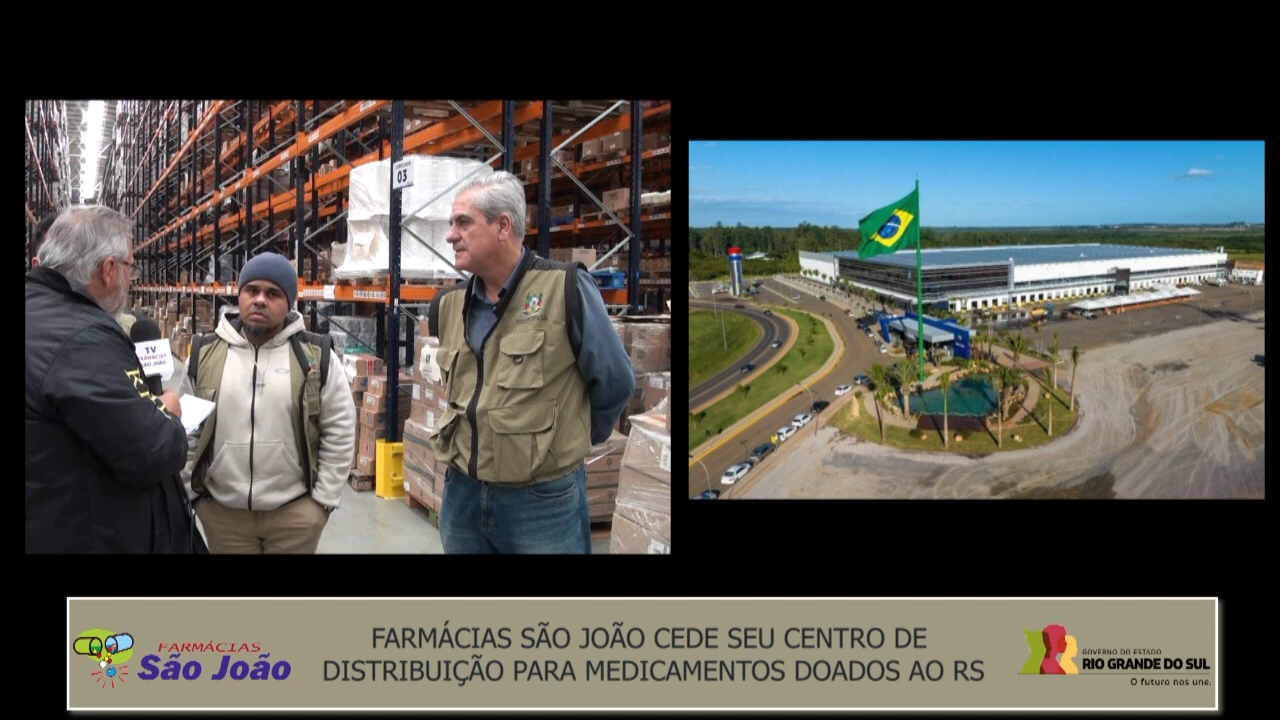 03
TV
FARMÁCIAS
SÃO JOÃO
FARMÁCIAS
São João
FARMÁCIAS SÃO JOÃO CEDE SEU CENTRO DE
DISTRIBUIÇÃO PARA MEDICAMENTOS DOADOS AO RS
GOVERNO DO ESTADO
RIO GRANDE DO SUL
O futuro nos une.